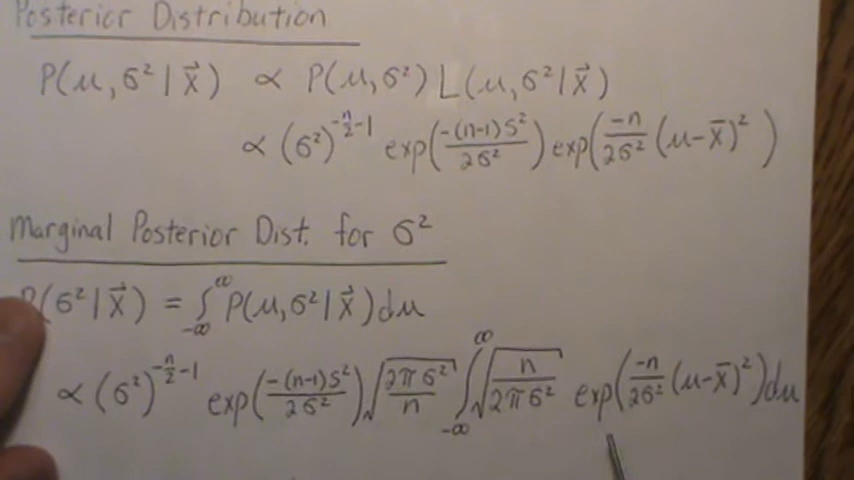 Posterior Distribution
P(μ, σ² | x⃗) ∝ P(μ, σ²) L(μ, σ² | x⃗)
∝ (σ²)^(-n/2 - 1) exp(-(n-1)S²/2σ²) exp(-n/2σ² (μ-x̄)²)
Marginal Posterior Dist. for σ²
P(σ² | x⃗) = ∫_{-∞}^{∞} P(μ, σ² | x⃗) dμ
∝ (σ²)^(-n/2 - 1) exp(-(n-1)S²/2σ²) √(2πσ²/n) ∫_{-∞}^{∞} √(n/2πσ²) exp(-n/2σ² (μ-x̄)²) dμ